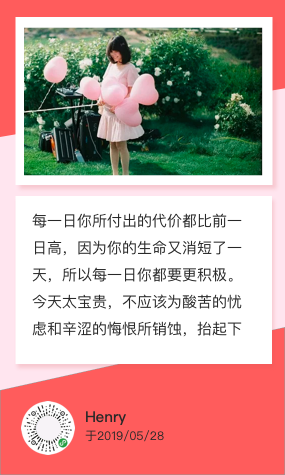 每一日你所付出的代价都比前一
日高，因为你的生命又消短了一
天，所以每一日你都要更积极。
今天太宝贵，不应该为酸苦的忧
虑和辛涩的悔恨所销蚀，抬起下
Henry
于2019/05/28